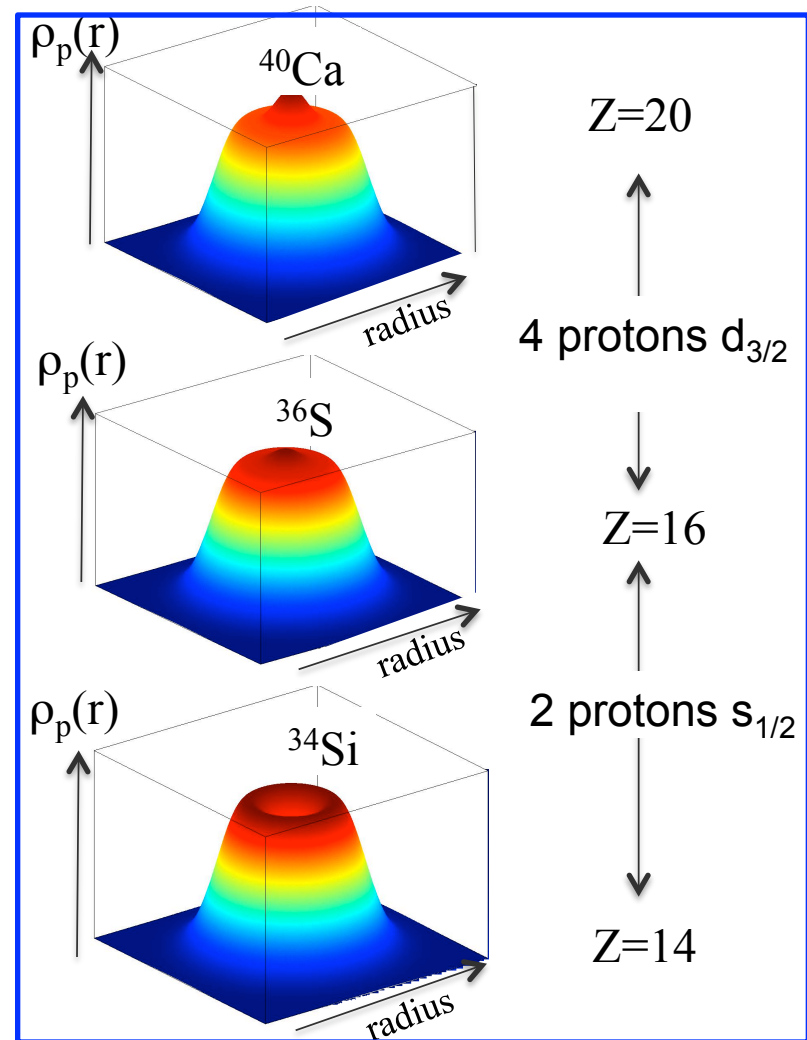 ρₚ(r)
⁴⁰Ca
Z=20
radius
4 protons d₃/₂
ρₚ(r)
³⁶S
Z=16
radius
2 protons s₁/₂
ρₚ(r)
³⁴Si
Z=14
radius